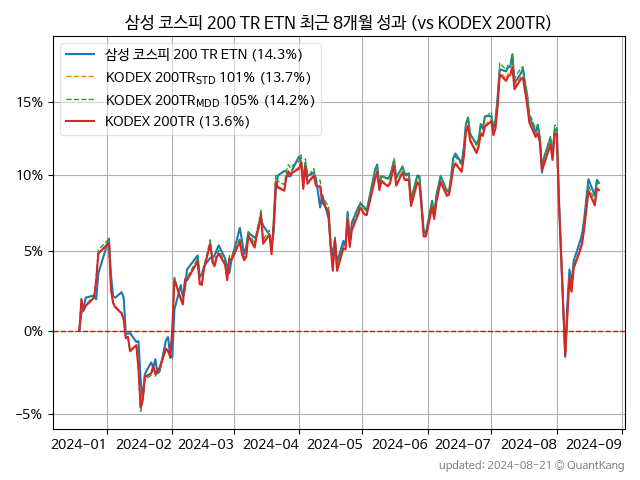 삼성 코스피 200 TR ETN 최근 8개월 성과 (vs KODEX 200TR)
삼성 코스피 200 TR ETN (14.3%)
KODEX 200TR_STD 101% (13.7%)
KODEX 200TR_MDD 105% (14.2%)
KODEX 200TR (13.6%)
15%
10%
5%
0%
−5%
2024−01 2024−02 2024−03 2024−04 2024−05 2024−06 2024−07 2024−08 2024−09
updated: 2024-08-21 © QuantKang